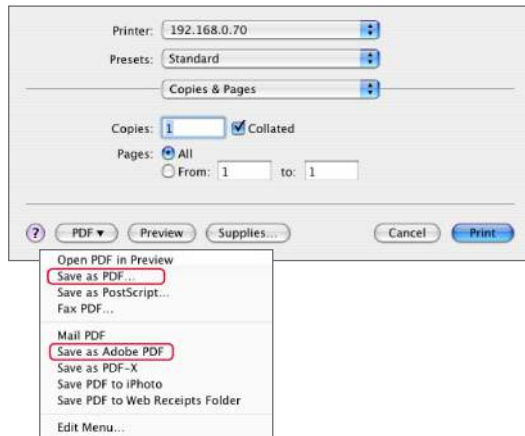 Printer: 192.168.0.70
Presets: Standard
Copies & Pages
Copies: 1 Collated
Pages: All
From: 1 to: 1
? PDF Preview Supplies... Cancel Print
Open PDF in Preview
Save as PDF...
Save as PostScript...
Fax PDF...
Mail PDF
Save as Adobe PDF
Save as PDF-X
Save PDF to iPhoto
Save PDF to Web Receipts Folder
Edit Menu...